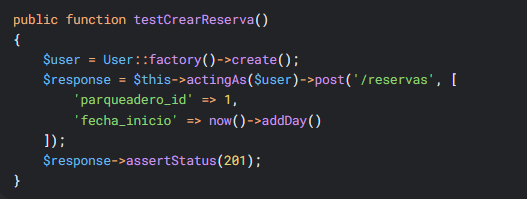 public function testCrearReserva()
{
    $user = User::factory()->create();
    $response = $this->actingAs($user)->post('/reservas', [
        'parqueadero_id' => 1,
        'fecha_inicio' => now()->addDay()
    ]);
    $response->assertStatus(201);
}